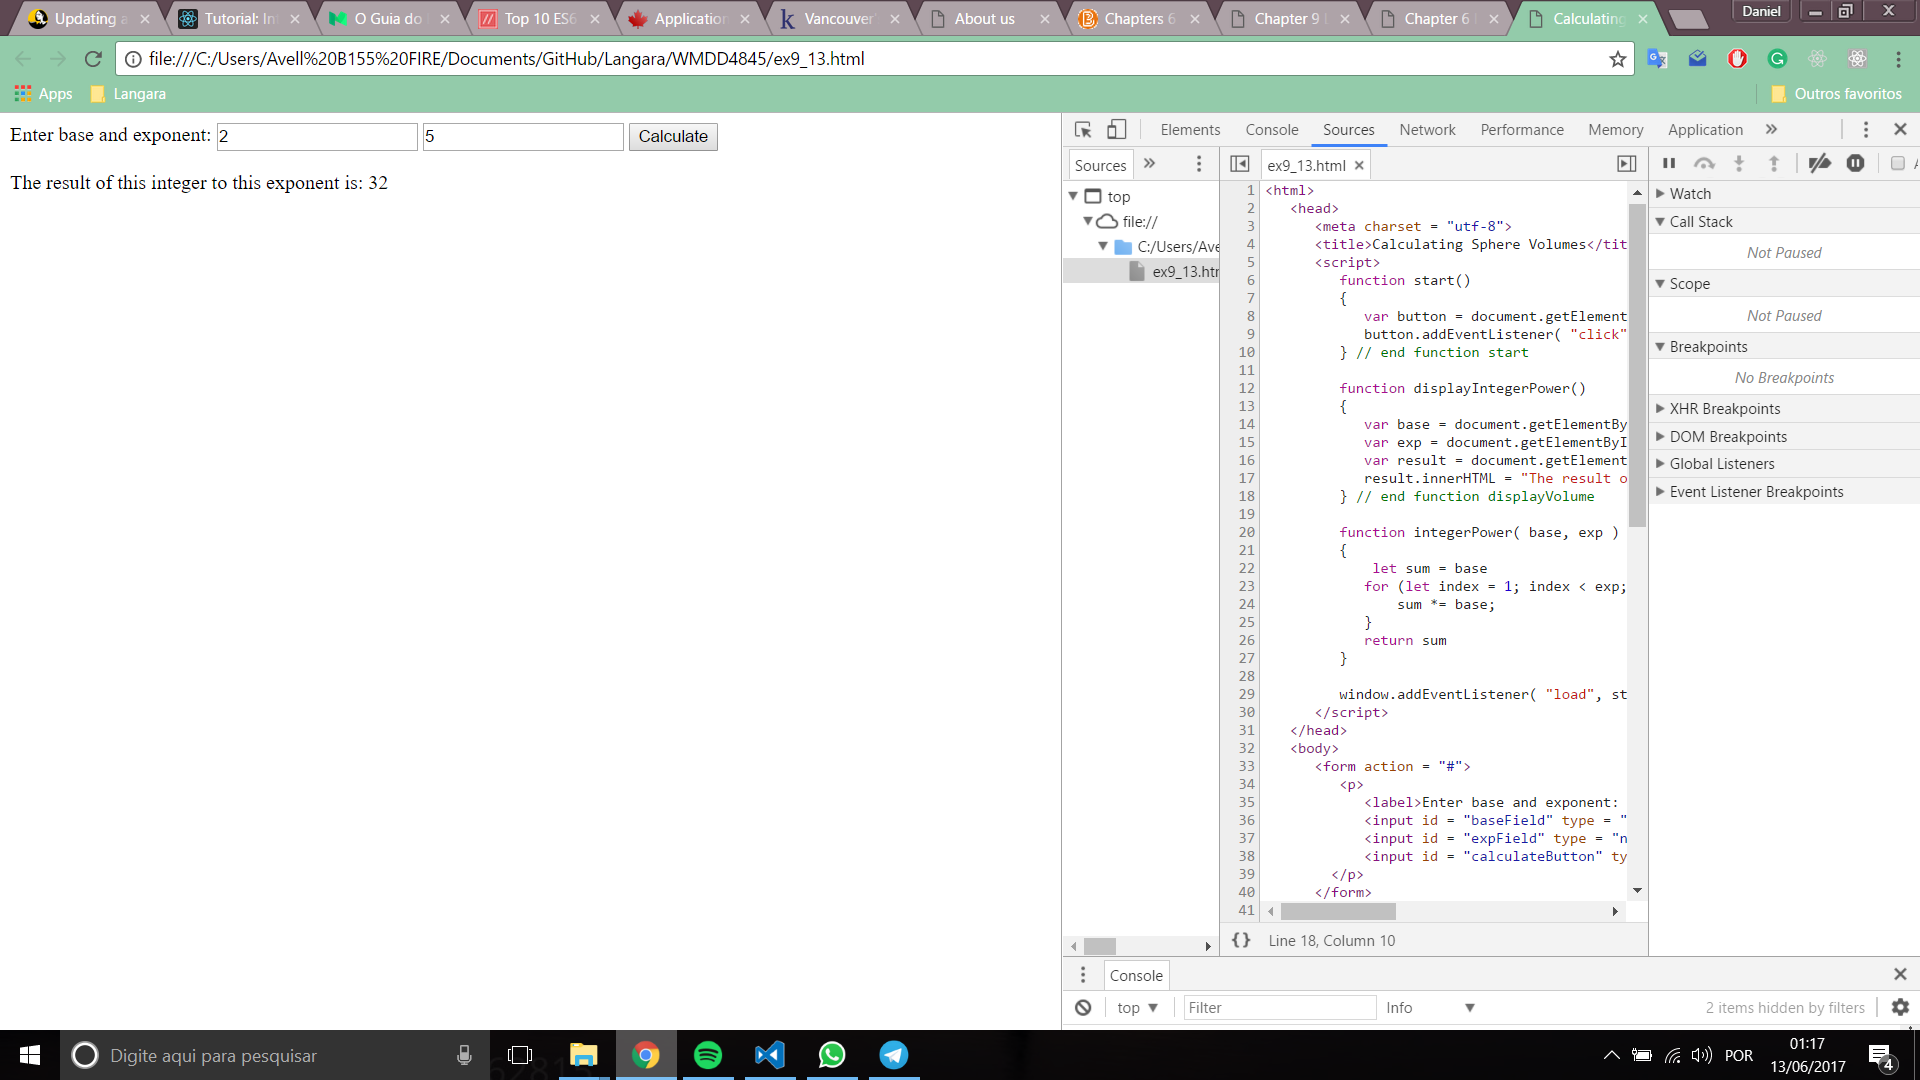 Updating a
Tutorial: In
O Guia do
Top 10 ES6
Application
Vancouver'
About us
Chapters 6
Chapter 9
Chapter 6
Calculating
Daniel
file:///C:/Users/Avell%20B155%20FIRE/Documents/GitHub/Langara/WMDD4845/ex9_13.html
Apps
Langara
Outros favoritos
Enter base and exponent: 2 5 Calculate
The result of this integer to this exponent is: 32
Elements Console Sources Network Performance Memory Application »
Sources »
top
file://
C:/Users/Ave
ex9_13.htm
ex9_13.html
1 <html>
2 <head>
3 <meta charset = "utf-8">
4 <title>Calculating Sphere Volumes</tit
5 <script>
6 function start()
7 {
8 var button = document.getElement
9 button.addEventListener( "click"
10 } // end function start
11
12 function displayIntegerPower()
13 {
14 var base = document.getElementBy
15 var exp = document.getElementByI
16 var result = document.getElement
17 result.innerHTML = "The result o
18 } // end function displayVolume
19
20 function integerPower( base, exp )
21 {
22 let sum = base
23 for (let index = 1; index < exp;
24 sum *= base;
25 }
26 return sum
27 }
28
29 window.addEventListener( "load", st
30 </script>
31 </head>
32 <body>
33 <form action = "#">
34 <p>
35 <label>Enter base and exponent:
36 <input id = "baseField" type = "
37 <input id = "expField" type = "n
38 <input id = "calculateButton" ty
39 </p>
40 </form>
41
{} Line 18, Column 10
A
Watch
Call Stack
Not Paused
Scope
Not Paused
Breakpoints
No Breakpoints
XHR Breakpoints
DOM Breakpoints
Global Listeners
Event Listener Breakpoints
Console
top Filter Info 2 items hidden by filters
Digite aqui para pesquisar
POR
01:17
13/06/2017
4